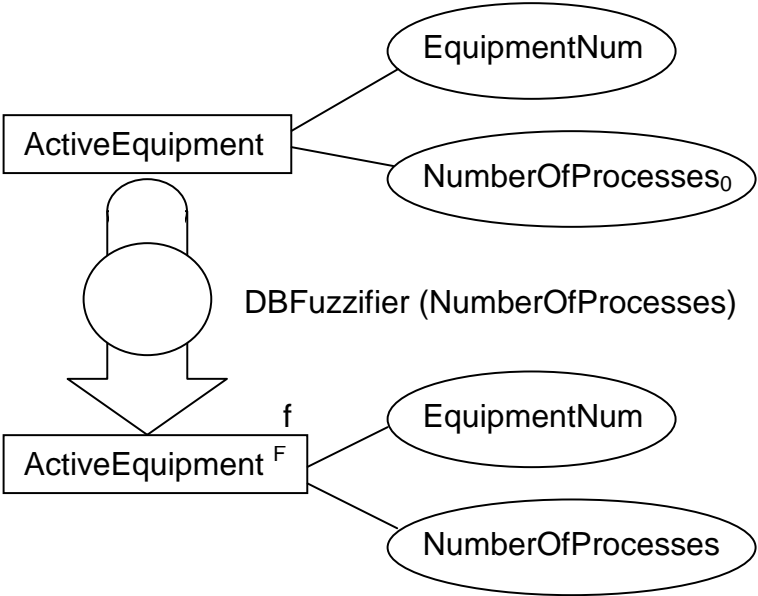 EquipmentNum
ActiveEquipment
NumberOfProcesses₀
DBFuzzifier (NumberOfProcesses)
f
EquipmentNum
ActiveEquipment ᶠ
NumberOfProcesses